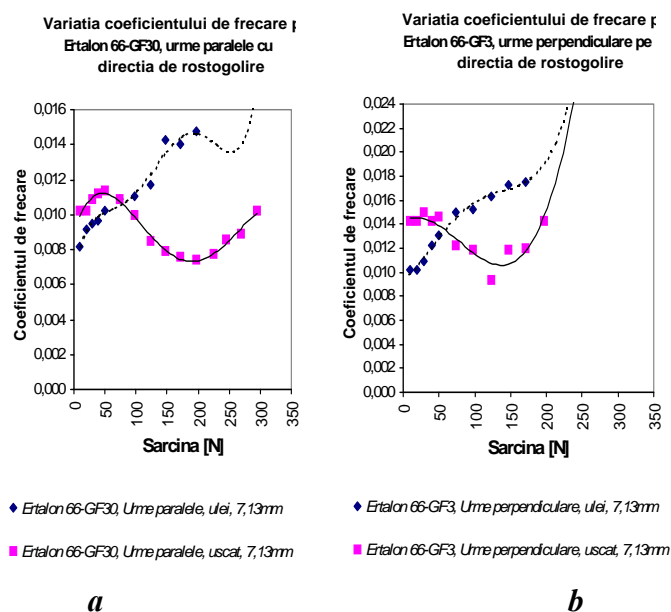 Variatia coeficientului de frecare p
Ertalon 66-GF30, urme paralele cu
directia de rostogolire
0,016
0,014
0,012
0,010
0,008
0,006
0,004
0,002
0,000
Coeficientul de frecare
0
50
100
150
200
250
300
350
Sarcina [N]
Ertalon 66-GF30, Urme paralele, ulei, 7,13mm
Ertalon 66-GF30, Urme paralele, uscat, 7,13mm
a
Variatia coeficientului de frecare p
Ertalon 66-GF3, urme perpendiculare pe
directia de rostogolire
0,024
0,022
0,020
0,018
0,016
0,014
0,012
0,010
0,008
0,006
0,004
0,002
0,000
Coeficientul de frecare
0
50
100
150
200
250
300
350
Sarcina [N]
Ertalon 66-GF3, Urme perpendiculare, ulei, 7,13mm
Ertalon 66-GF3, Urme perpendiculare, uscat, 7,13mm
b